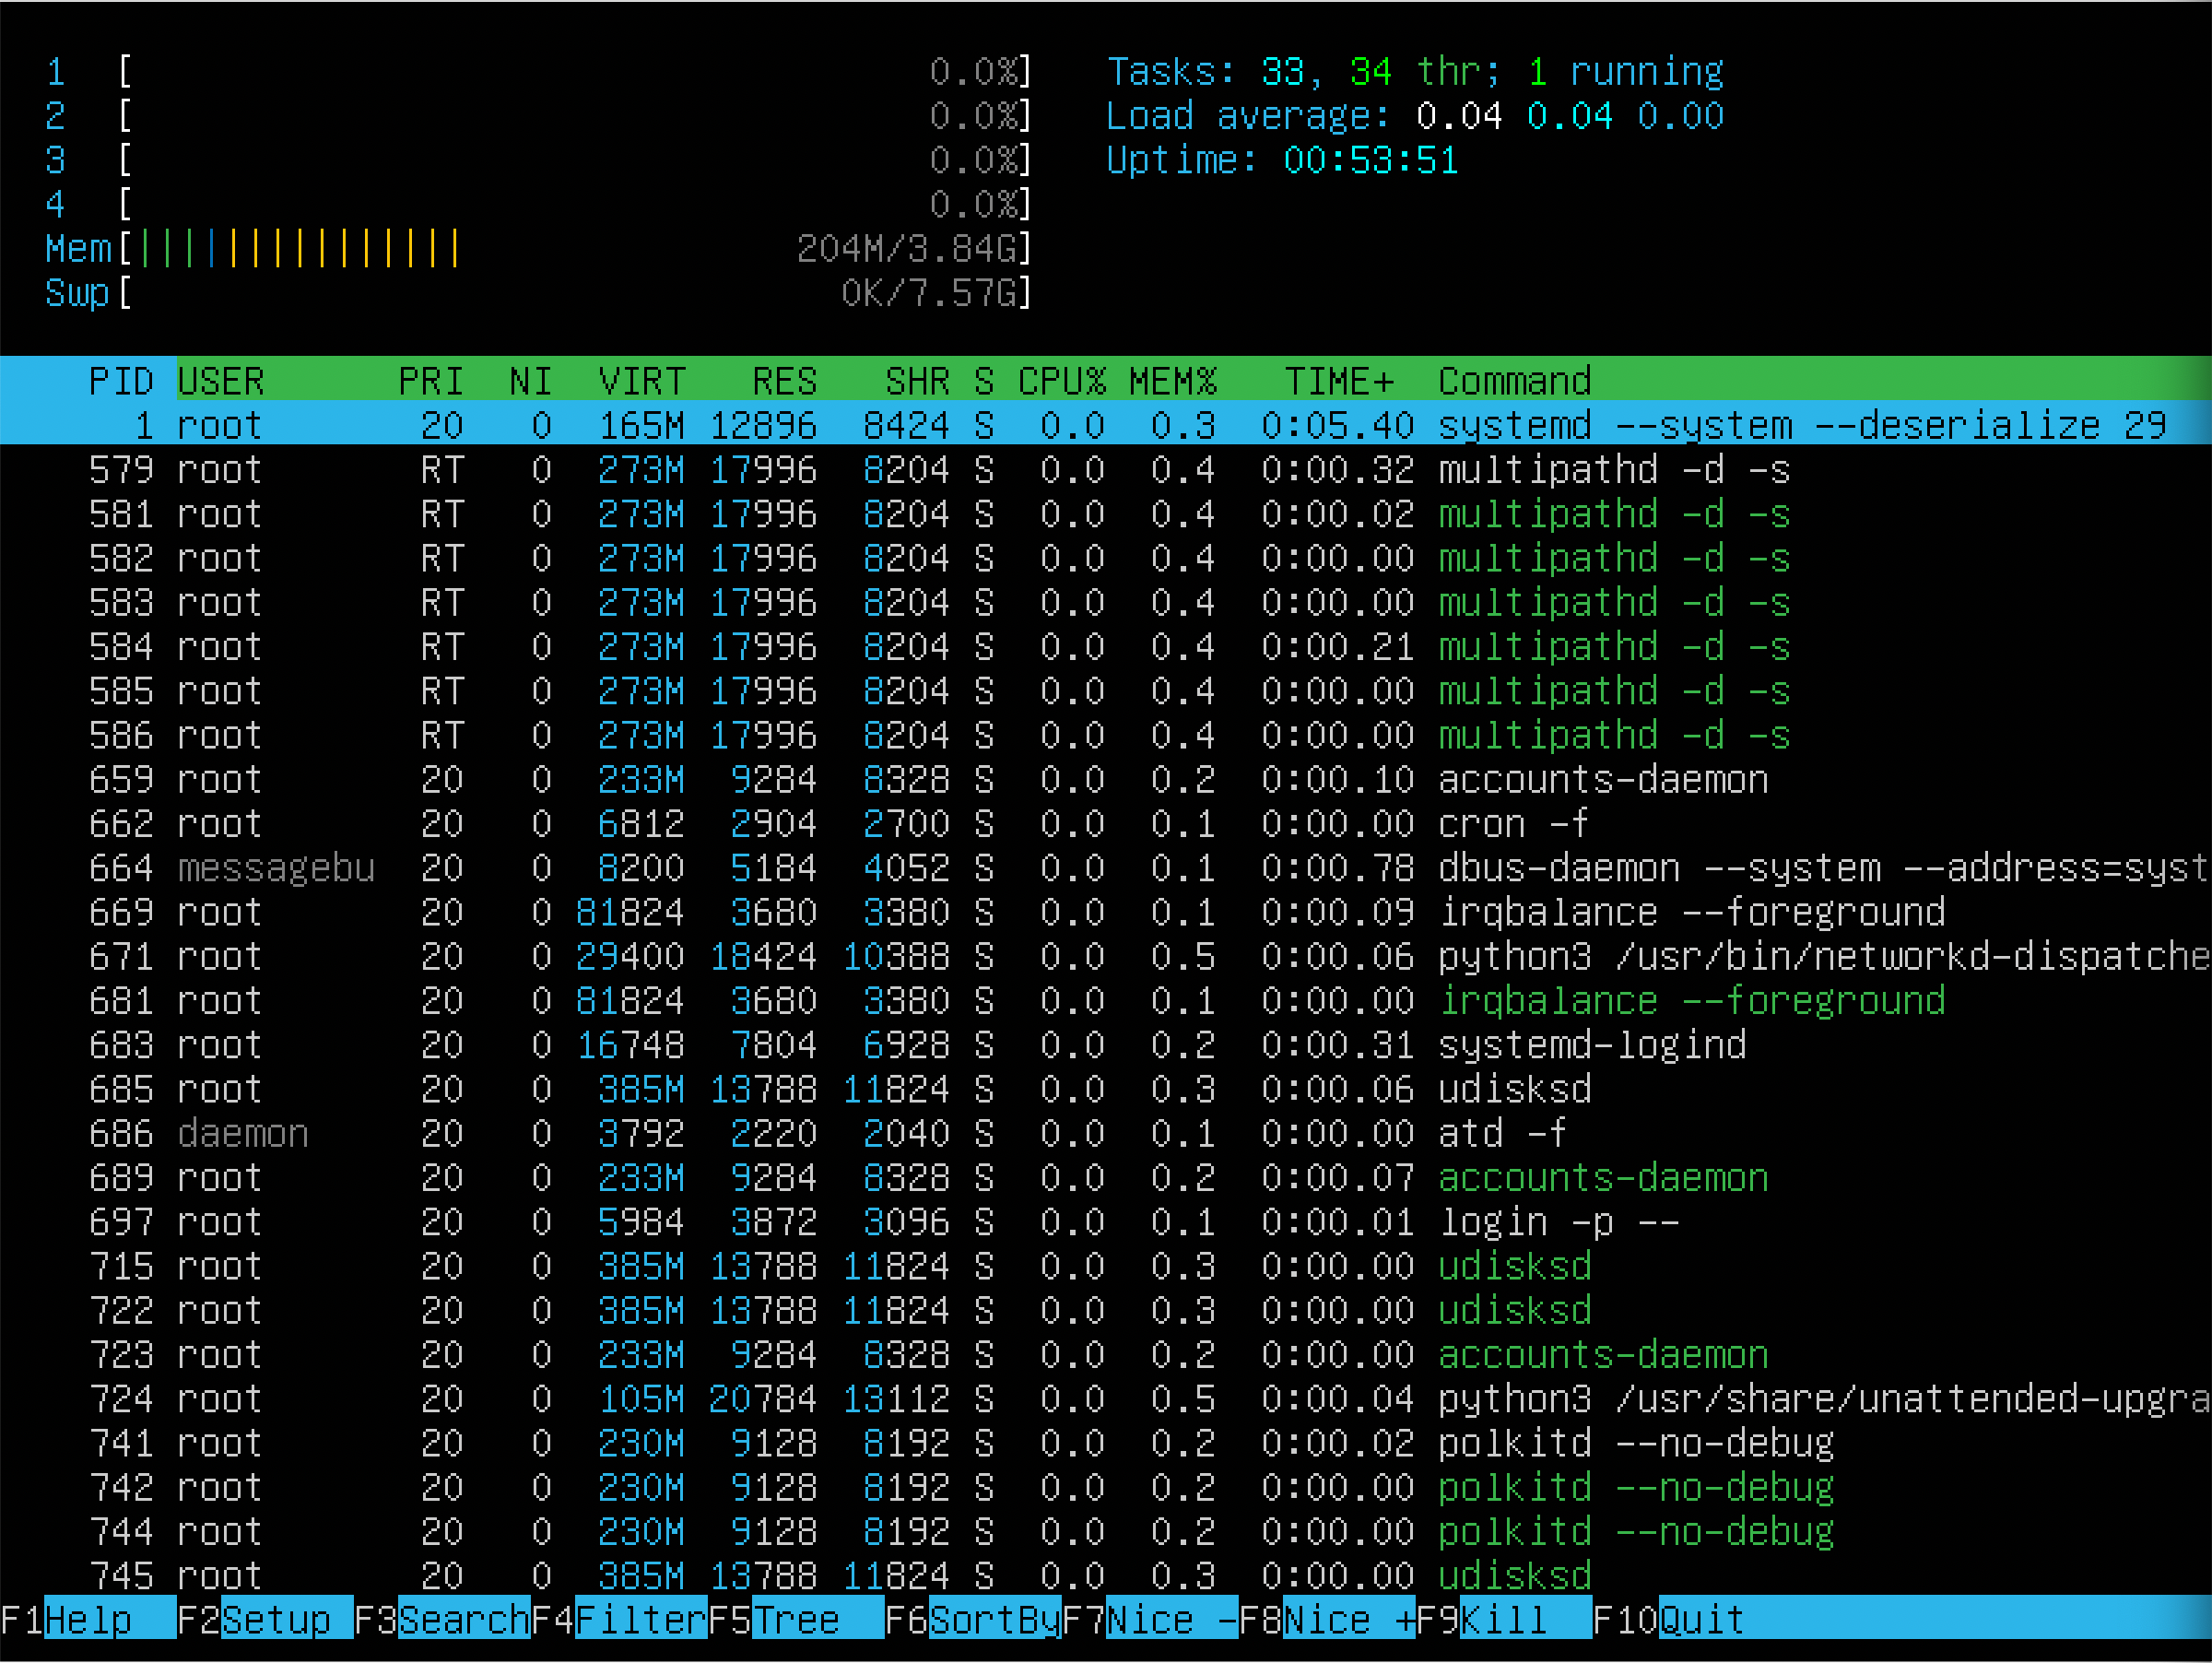 1 [ 0.0%] Tasks: 33, 34 thr; 1 running
2 [ 0.0%] Load average: 0.04 0.04 0.00
3 [ 0.0%] Uptime: 00:53:51
4 [ 0.0%]
Mem[||||||||||||||| 204M/3.84G]
Swp[ 0K/7.57G]
PID USER PRI NI VIRT RES SHR S CPU% MEM% TIME+ Command
1 root 20 0 165M 12896 8424 S 0.0 0.3 0:05.40 systemd --system --deserialize 29
579 root RT 0 273M 17996 8204 S 0.0 0.4 0:00.32 multipathd -d -s
581 root RT 0 273M 17996 8204 S 0.0 0.4 0:00.02 multipathd -d -s
582 root RT 0 273M 17996 8204 S 0.0 0.4 0:00.00 multipathd -d -s
583 root RT 0 273M 17996 8204 S 0.0 0.4 0:00.00 multipathd -d -s
584 root RT 0 273M 17996 8204 S 0.0 0.4 0:00.21 multipathd -d -s
585 root RT 0 273M 17996 8204 S 0.0 0.4 0:00.00 multipathd -d -s
586 root RT 0 273M 17996 8204 S 0.0 0.4 0:00.00 multipathd -d -s
659 root 20 0 233M 9284 8328 S 0.0 0.2 0:00.10 accounts-daemon
662 root 20 0 6812 2904 2700 S 0.0 0.1 0:00.00 cron -f
664 messagebu 20 0 8200 5184 4052 S 0.0 0.1 0:00.78 dbus-daemon --system --address=syst
669 root 20 0 81824 3680 3380 S 0.0 0.1 0:00.09 irqbalance --foreground
671 root 20 0 29400 18424 10388 S 0.0 0.5 0:00.06 python3 /usr/bin/networkd-dispatche
681 root 20 0 81824 3680 3380 S 0.0 0.1 0:00.00 irqbalance --foreground
683 root 20 0 16748 7804 6928 S 0.0 0.2 0:00.31 systemd-logind
685 root 20 0 385M 13788 11824 S 0.0 0.3 0:00.06 udisksd
686 daemon 20 0 3792 2220 2040 S 0.0 0.1 0:00.00 atd -f
689 root 20 0 233M 9284 8328 S 0.0 0.2 0:00.07 accounts-daemon
697 root 20 0 5984 3872 3096 S 0.0 0.1 0:00.01 login -p --
715 root 20 0 385M 13788 11824 S 0.0 0.3 0:00.00 udisksd
722 root 20 0 385M 13788 11824 S 0.0 0.3 0:00.00 udisksd
723 root 20 0 233M 9284 8328 S 0.0 0.2 0:00.00 accounts-daemon
724 root 20 0 105M 20784 13112 S 0.0 0.5 0:00.04 python3 /usr/share/unattended-upgra
741 root 20 0 230M 9128 8192 S 0.0 0.2 0:00.02 polkitd --no-debug
742 root 20 0 230M 9128 8192 S 0.0 0.2 0:00.00 polkitd --no-debug
744 root 20 0 230M 9128 8192 S 0.0 0.2 0:00.00 polkitd --no-debug
745 root 20 0 385M 13788 11824 S 0.0 0.3 0:00.00 udisksd
F1Help F2Setup F3SearchF4FilterF5Tree F6SortByF7Nice -F8Nice +F9Kill F10Quit